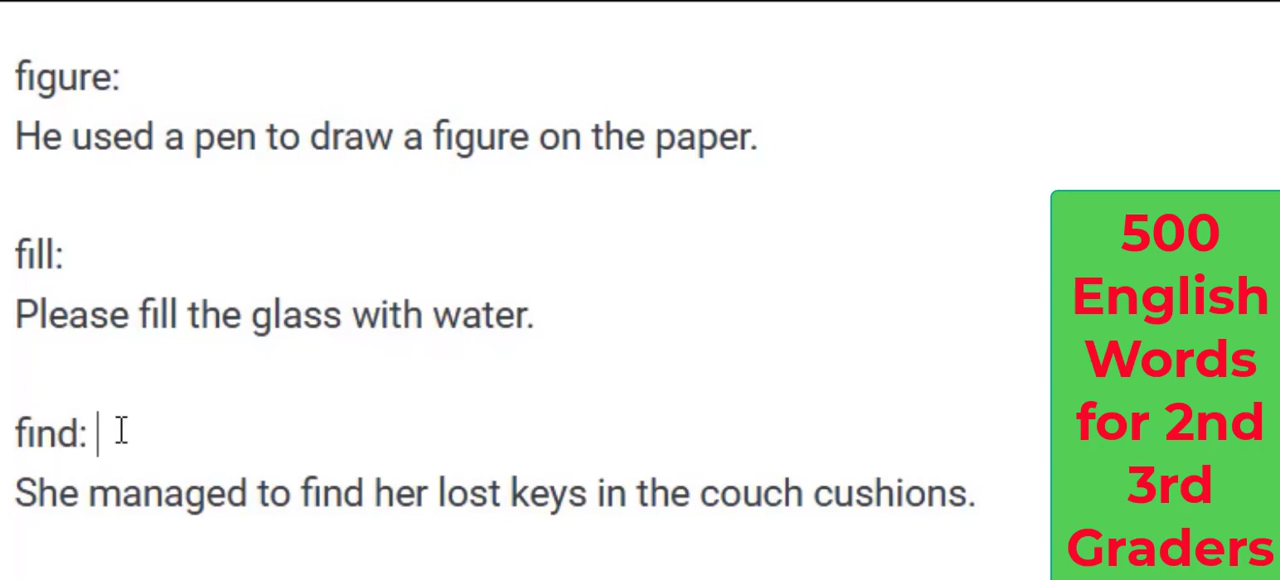 figure:
He used a pen to draw a figure on the paper.
fill:
Please fill the glass with water.
find:
She managed to find her lost keys in the couch cushions.
500
English
Words
for 2nd
3rd
Graders